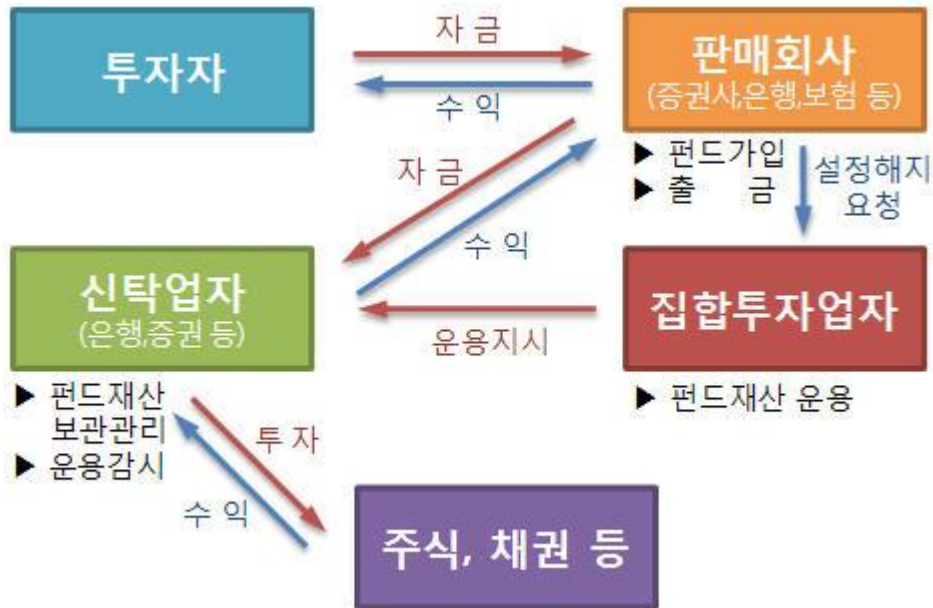 자 금
투자자
수 익
판매회사
(증권사,은행,보험 등)
▶ 펀드가입
▶ 출 금
설정해지
요청
자 금
수 익
신탁업자
(은행,증권 등)
운용지시
집합투자업자
▶ 펀드재산
보관관리
▶ 운용감시
▶ 펀드재산 운용
투 자
수 익
주식, 채권 등